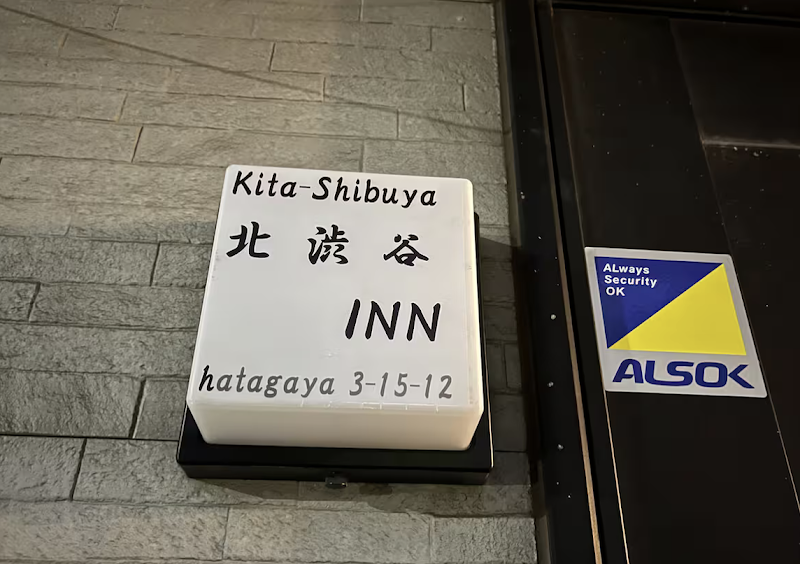 Kita-Shibuya
北渋谷
INN
hatagaya 3-15-12
ALways
Security
OK
ALSOK